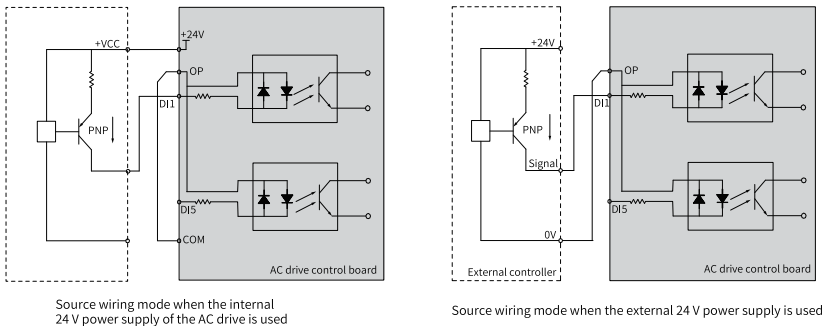 +24V
+VCC
OP
DI1
PNP
DI5
COM
AC drive control board
Source wiring mode when the internal
24 V power supply of the AC drive is used
+24V
OP
DI1
PNP
Signal
DI5
0V
External controller
AC drive control board
Source wiring mode when the external 24 V power supply is used